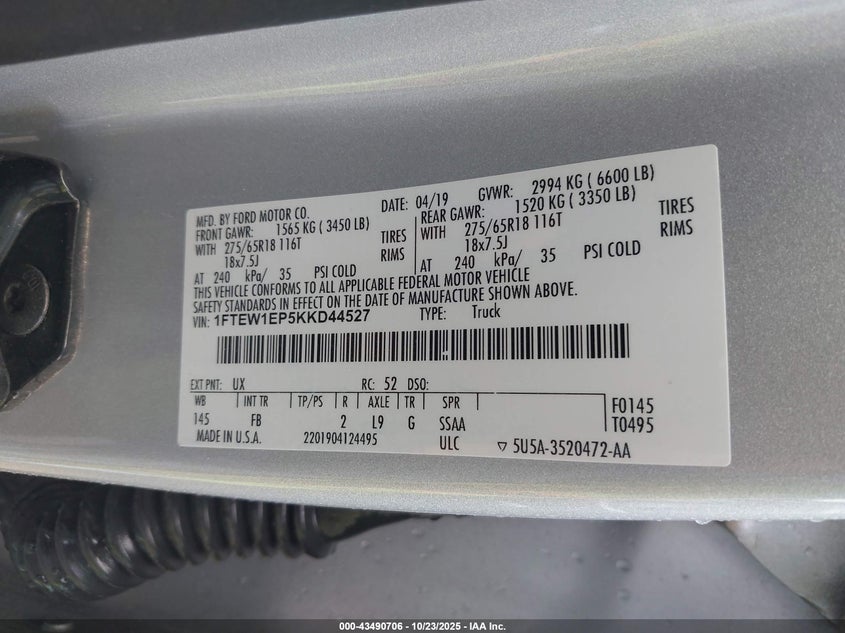 MFD. BY FORD MOTOR CO. DATE: 04/19 GVWR: 2994 KG ( 6600 LB)
FRONT GAWR: 1565 KG ( 3450 LB) REAR GAWR: 1520 KG ( 3350 LB)
WITH 275/65R18 116T TIRES WITH 275/65R18 116T TIRES
18x7.5J RIMS 18x7.5J RIMS
AT 240 kPa/ 35 PSI COLD AT 240 kPa/ 35 PSI COLD
THIS VEHICLE CONFORMS TO ALL APPLICABLE FEDERAL MOTOR VEHICLE
SAFETY STANDARDS IN EFFECT ON THE DATE OF MANUFACTURE SHOWN ABOVE.
VIN: 1FTEW1EP5KKD44527 TYPE: Truck
EXT PNT: UX RC: 52 DSO:
WB INT TR TP/PS R AXLE TR SPR F0145
145 FB 2 L9 G SSAA T0495
MADE IN U.S.A. 2201904124495 ULC ▽ 5U5A-3520472-AA
000-43490706 - 10/23/2025 - IAA Inc.